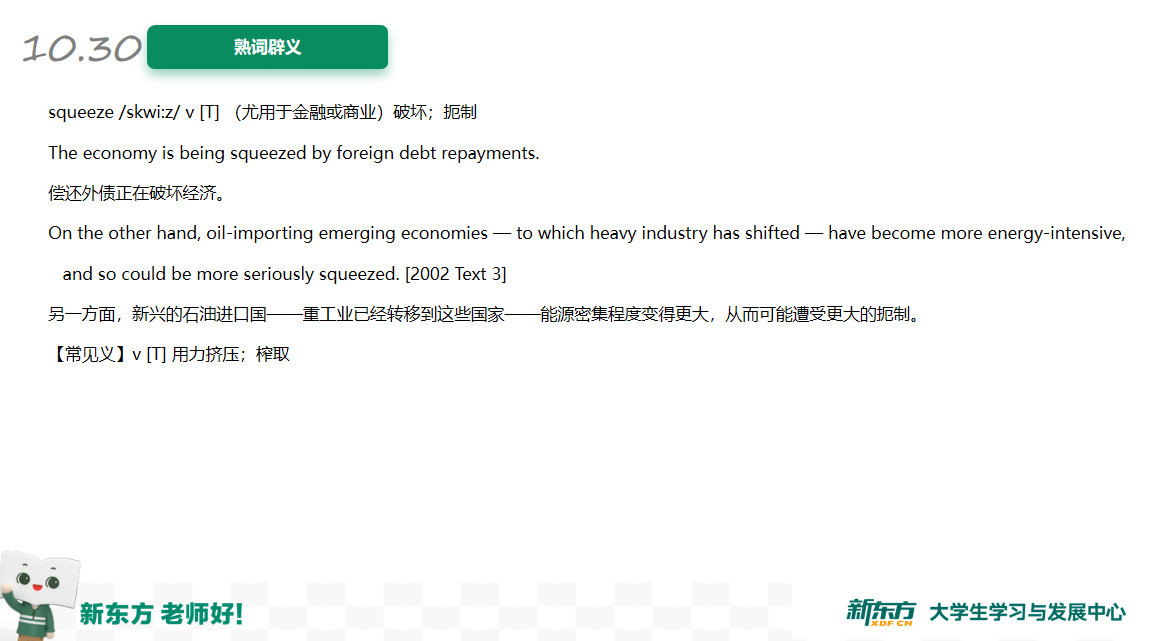 10.30
熟词辟义
squeeze /skwi:z/ v [T] （尤用于金融或商业）破坏；扼制
The economy is being squeezed by foreign debt repayments.
偿还外债正在破坏经济。
On the other hand, oil-importing emerging economies — to which heavy industry has shifted — have become more energy-intensive,
and so could be more seriously squeezed. [2002 Text 3]
另一方面，新兴的石油进口国——重工业已经转移到这些国家——能源密集程度变得更大，从而可能遭受更大的扼制。
【常见义】v [T] 用力挤压；榨取
新东方 老师好！
新东方 XDF.CN 大学生学习与发展中心